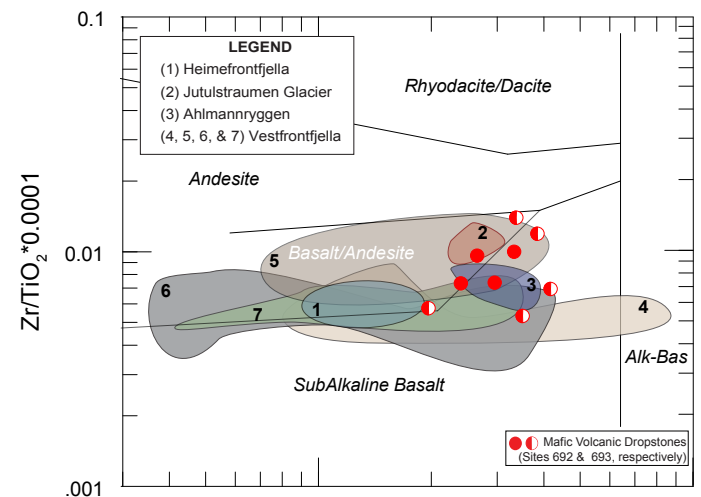 0.1
LEGEND
(1) Heimefrontfjella
(2) Jutulstraumen Glacier
(3) Ahlmannryggen
(4, 5, 6, & 7) Vestfrontfjella
Rhyodacite/Dacite
Andesite
Zr/TiO2*0.0001
2
0.01
Basalt/Andesite
5
6
3
7
1
4
Alk-Bas
SubAlkaline Basalt
Mafic Volcanic Dropstones
(Sites 692 & 693, respectively)
.001